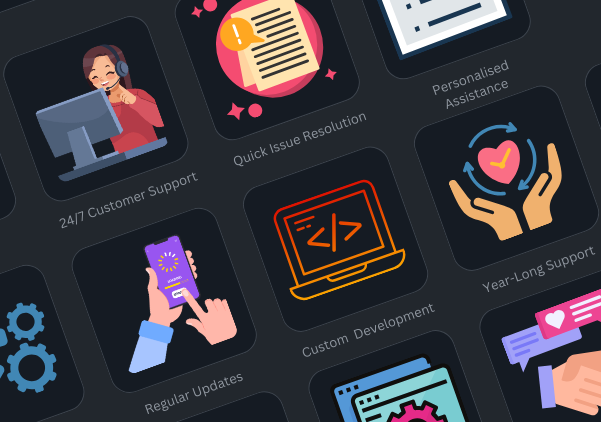 Personalised
Assistance
Quick Issue Resolution
24/7 Customer Support
Year-Long Support
Custom Development
Regular Updates